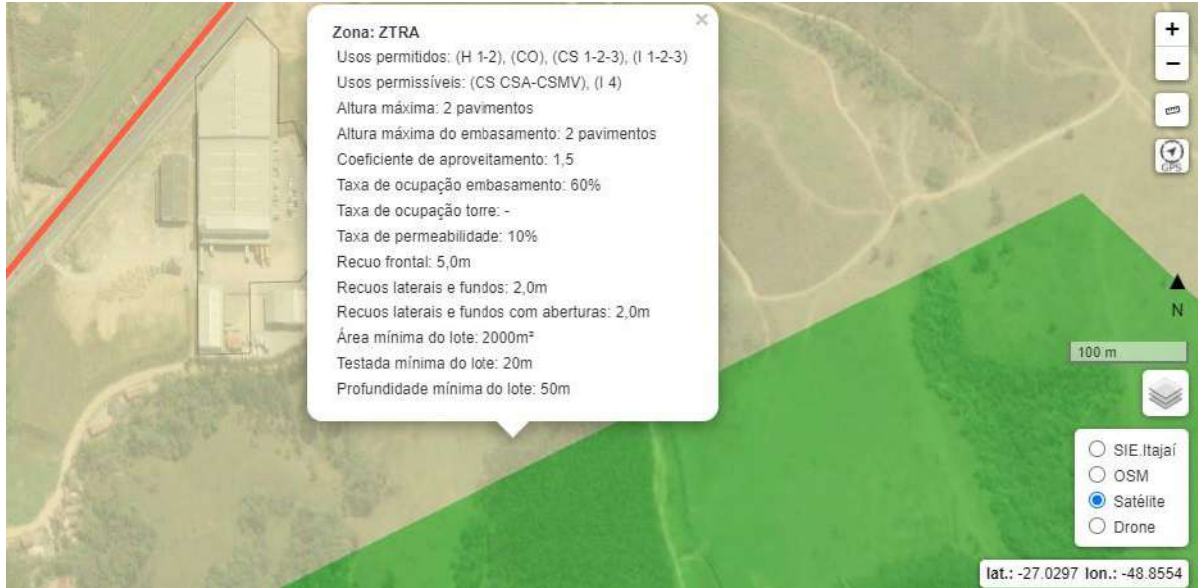 ×
Zona: ZTRA
Usos permitidos: (H 1-2), (CO), (CS 1-2-3), (I 1-2-3)
Usos permissíveis: (CS CSA-CSMV), (I 4)
Altura máxima: 2 pavimentos
Altura máxima do embasamento: 2 pavimentos
Coeficiente de aproveitamento: 1,5
Taxa de ocupação embasamento: 60%
Taxa de ocupação torre: -
Taxa de permeabilidade: 10%
Recuo frontal: 5,0m
Recuos laterais e fundos: 2,0m
Recuos laterais e fundos com aberturas: 2,0m
Área mínima do lote: 2000m²
Testada mínima do lote: 20m
Profundidade mínima do lote: 50m
+
−
GPS
N
100 m
SIE.Itajaí
OSM
Satélite
Drone
lat.: -27.0297 lon.: -48.8554